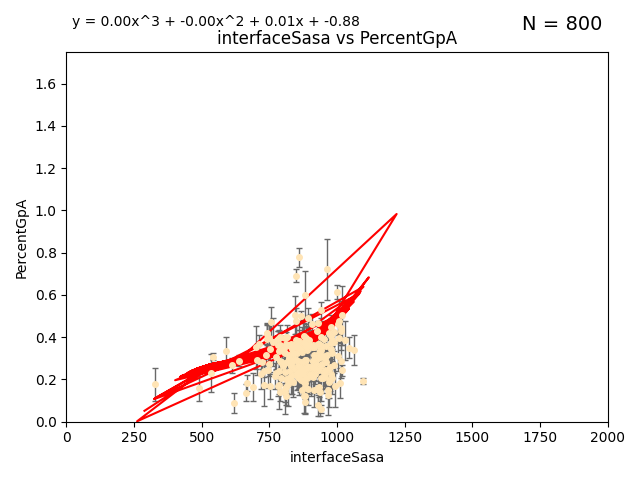 y = 0.00x^3 + -0.00x^2 + 0.01x + -0.88
N = 800
interfaceSasa vs PercentGpA
PercentGpA
1.6
1.4
1.2
1.0
0.8
0.6
0.4
0.2
0.0
0 250 500 750 1000 1250 1500 1750 2000
interfaceSasa